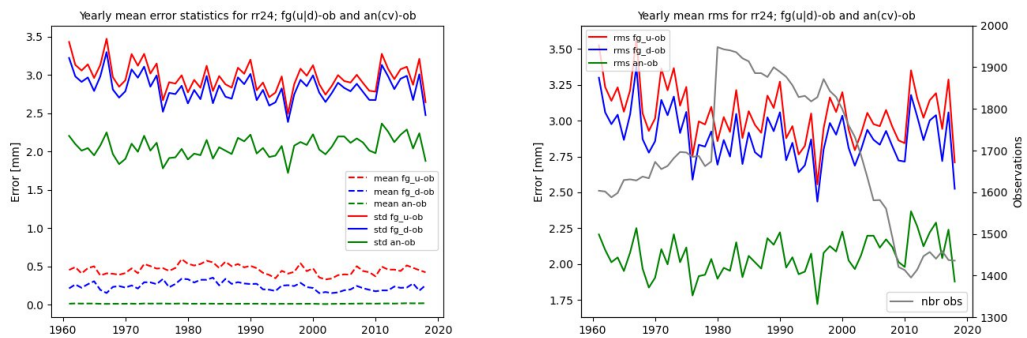 Yearly mean error statistics for rr24; fg(u|d)-ob and an(cv)-ob
Error [mm]
3.5
3.0
2.5
2.0
1.5
1.0
0.5
0.0
mean fg_u-ob
mean fg_d-ob
mean an-ob
std fg_u-ob
std fg_d-ob
std an-ob
1960 1970 1980 1990 2000 2010 2020
Yearly mean rms for rr24; fg(u|d)-ob and an(cv)-ob
rms fg_u-ob
rms fg_d-ob
rms an-ob
Error [mm]
3.50
3.25
3.00
2.75
2.50
2.25
2.00
1.75
2000
1900
1800
1700
1600
1500
1400
1300
Observations
nbr obs
1960 1970 1980 1990 2000 2010 2020